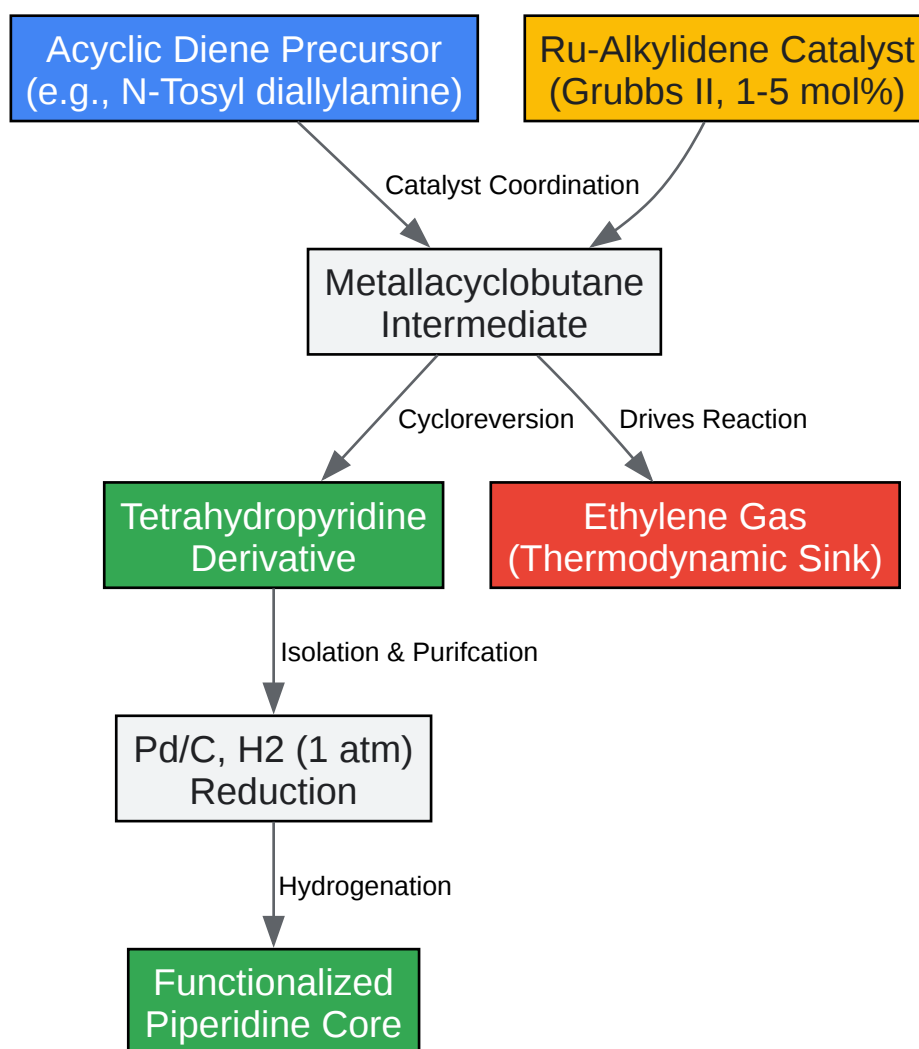 Acyclic Diene Precursor
(e.g., N-Tosyl diallylamine)
Ru-Alkylidene Catalyst
(Grubbs II, 1-5 mol%)
Catalyst Coordination
Metallacyclobutane
Intermediate
Cycloreversion
Drives Reaction
Tetrahydropyridine
Derivative
Ethylene Gas
(Thermodynamic Sink)
Isolation & Purifcation
Pd/C, H2 (1 atm)
Reduction
Hydrogenation
Functionalized
Piperidine Core